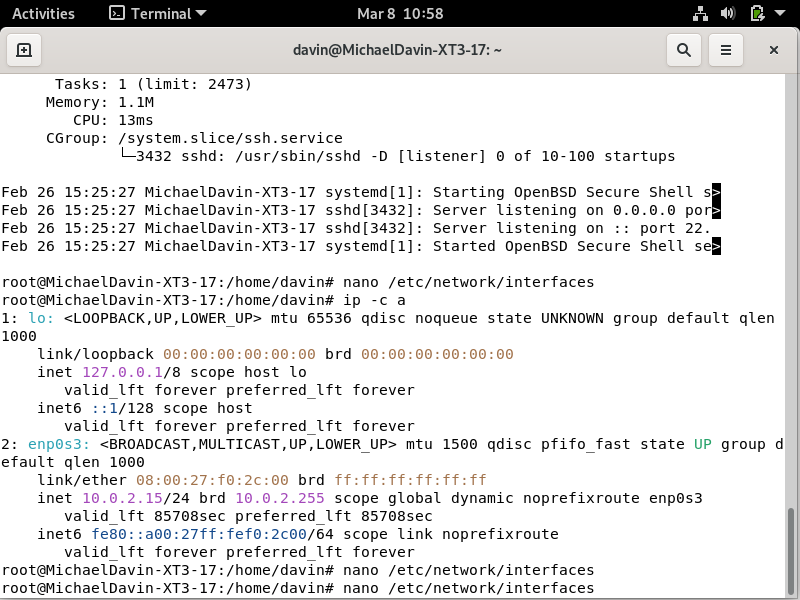 Activities Terminal Mar 8 10:58
davin@MichaelDavin-XT3-17: ~
Tasks: 1 (limit: 2473)
Memory: 1.1M
CPU: 13ms
CGroup: /system.slice/ssh.service
└─3432 sshd: /usr/sbin/sshd -D [listener] 0 of 10-100 startups
Feb 26 15:25:27 MichaelDavin-XT3-17 systemd[1]: Starting OpenBSD Secure Shell s>
Feb 26 15:25:27 MichaelDavin-XT3-17 sshd[3432]: Server listening on 0.0.0.0 por>
Feb 26 15:25:27 MichaelDavin-XT3-17 sshd[3432]: Server listening on :: port 22.
Feb 26 15:25:27 MichaelDavin-XT3-17 systemd[1]: Started OpenBSD Secure Shell se>
root@MichaelDavin-XT3-17:/home/davin# nano /etc/network/interfaces
root@MichaelDavin-XT3-17:/home/davin# ip -c a
1: lo: <LOOPBACK,UP,LOWER_UP> mtu 65536 qdisc noqueue state UNKNOWN group default qlen
1000
link/loopback 00:00:00:00:00:00 brd 00:00:00:00:00:00
inet 127.0.0.1/8 scope host lo
valid_lft forever preferred_lft forever
inet6 ::1/128 scope host
valid_lft forever preferred_lft forever
2: enp0s3: <BROADCAST,MULTICAST,UP,LOWER_UP> mtu 1500 qdisc pfifo_fast state UP group d
efault qlen 1000
link/ether 08:00:27:f0:2c:00 brd ff:ff:ff:ff:ff:ff
inet 10.0.2.15/24 brd 10.0.2.255 scope global dynamic noprefixroute enp0s3
valid_lft 85708sec preferred_lft 85708sec
inet6 fe80::a00:27ff:fef0:2c00/64 scope link noprefixroute
valid_lft forever preferred_lft forever
root@MichaelDavin-XT3-17:/home/davin# nano /etc/network/interfaces
root@MichaelDavin-XT3-17:/home/davin# nano /etc/network/interfaces